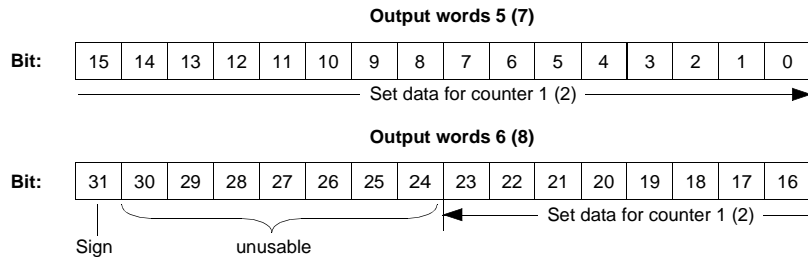 Output words 5 (7)
Bit: 15 14 13 12 11 10 9 8 7 6 5 4 3 2 1 0
Set data for counter 1 (2)
Output words 6 (8)
Bit: 31 30 29 28 27 26 25 24 23 22 21 20 19 18 17 16
Set data for counter 1 (2)
Sign unusable